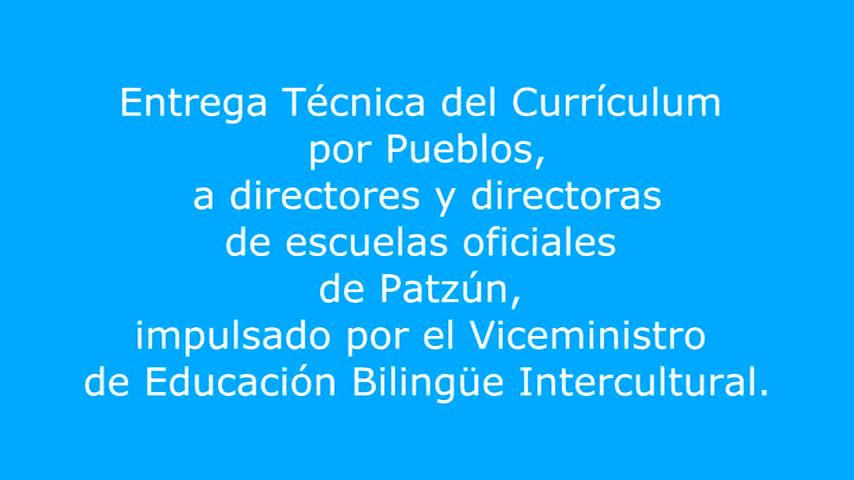 Entrega Técnica del Currículum
por Pueblos,
a directores y directoras
de escuelas oficiales
de Patzún,
impulsado por el Viceministro
de Educación Bilingüe Intercultural.